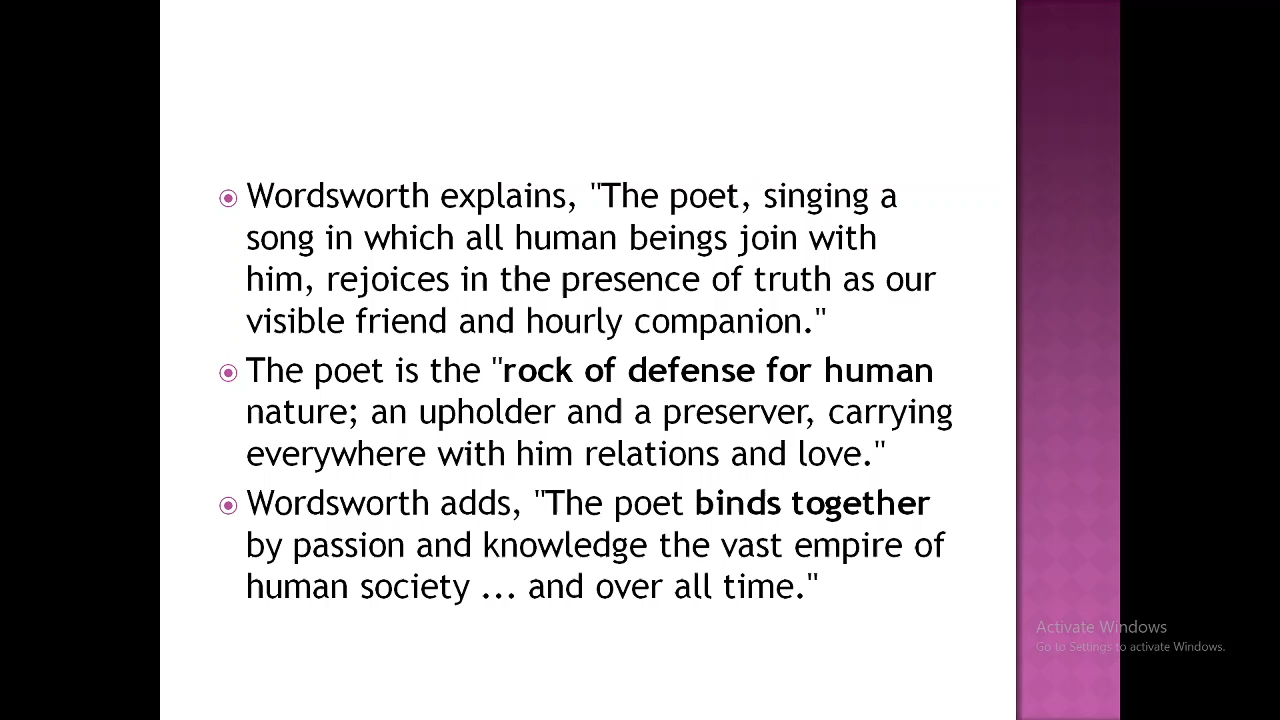 Wordsworth explains, "The poet, singing a
song in which all human beings join with
him, rejoices in the presence of truth as our
visible friend and hourly companion."
The poet is the "rock of defense for human
nature; an upholder and a preserver, carrying
everywhere with him relations and love."
Wordsworth adds, "The poet binds together
by passion and knowledge the vast empire of
human society ... and over all time."
Activate Windows
Go to Settings to activate Windows.